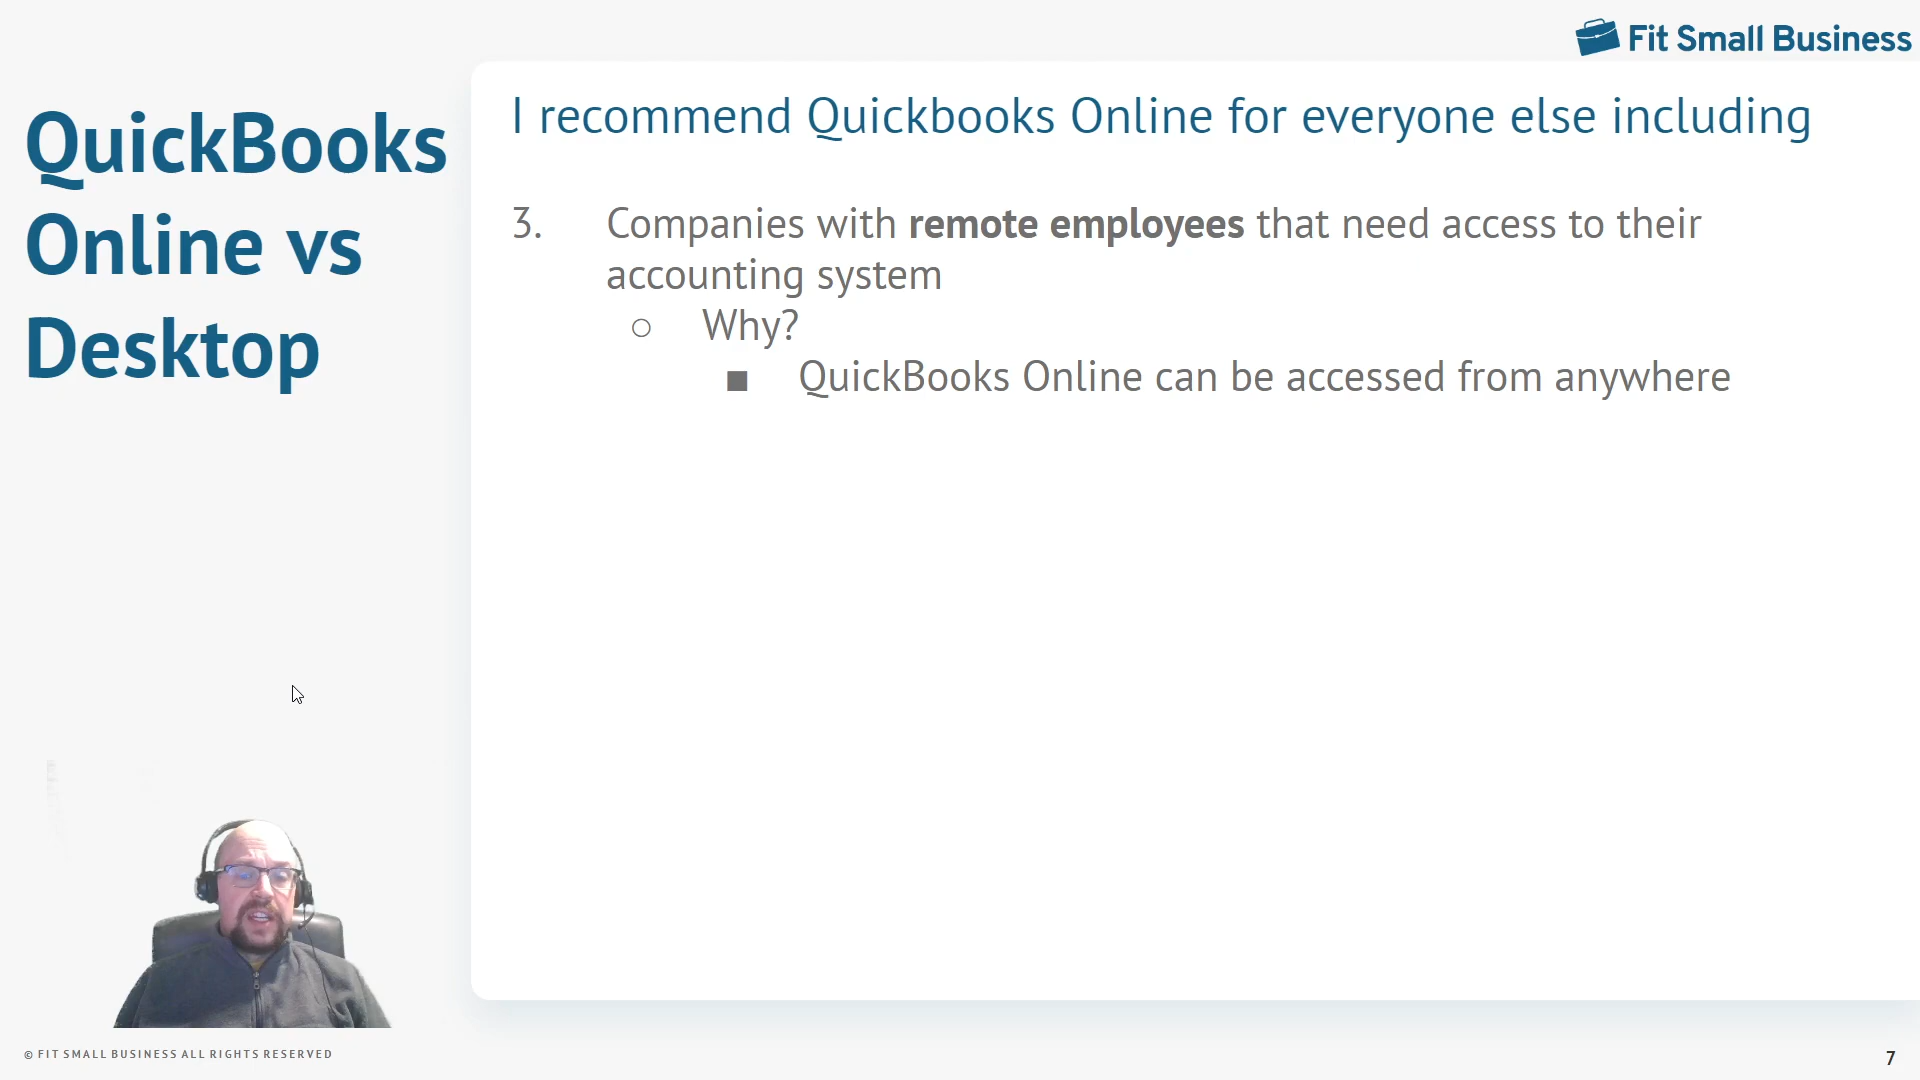 Fit Small Business
QuickBooks
Online vs
Desktop
I recommend Quickbooks Online for everyone else including
3. Companies with remote employees that need access to their
accounting system
○ Why?
■ QuickBooks Online can be accessed from anywhere
© FIT SMALL BUSINESS ALL RIGHTS RESERVED
7